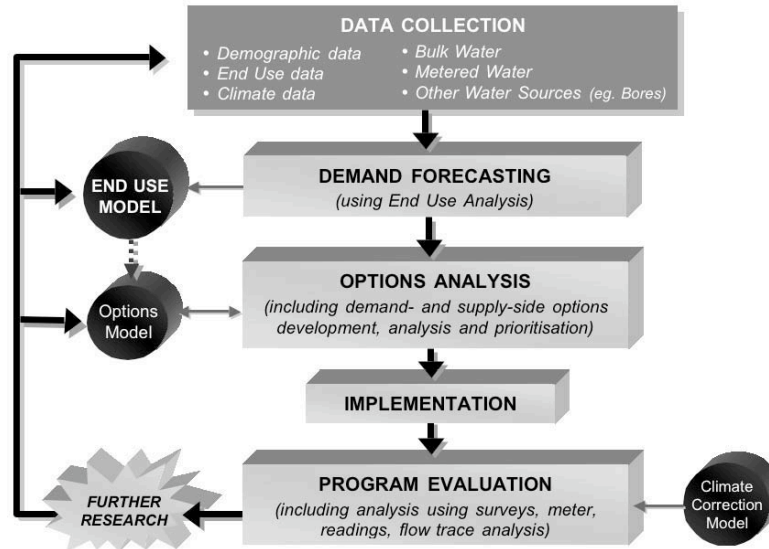 DATA COLLECTION
• Demographic data
• End Use data
• Climate data
• Bulk Water
• Metered Water
• Other Water Sources (eg. Bores)
END USE
MODEL
DEMAND FORECASTING
(using End Use Analysis)
Options
Model
OPTIONS ANALYSIS
(including demand- and supply-side options
development, analysis and prioritisation)
IMPLEMENTATION
FURTHER
RESEARCH
PROGRAM EVALUATION
(including analysis using surveys, meter,
readings, flow trace analysis)
Climate
Correction
Model